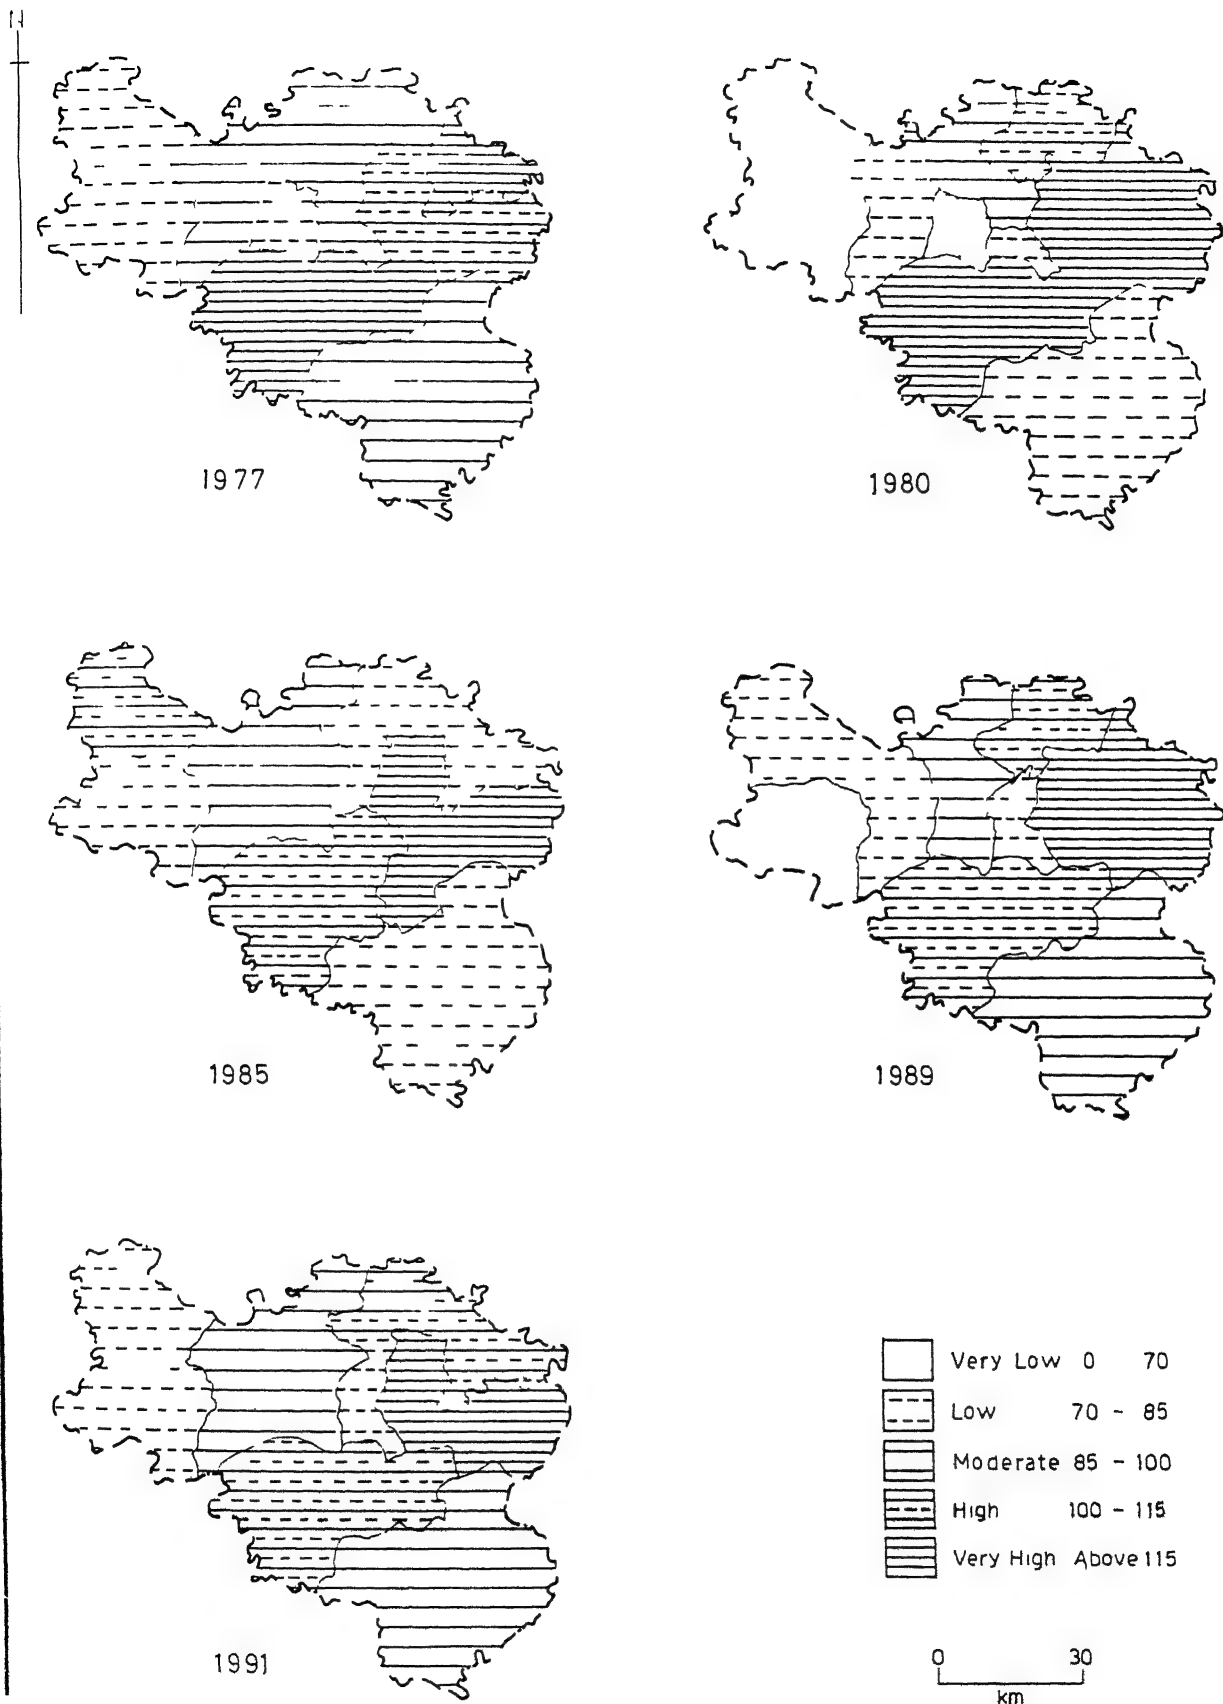 N
1977
1980
1985
1989
1991
Very Low 0 70
Low 70 - 85
Moderate 85 - 100
High 100 - 115
Very High Above 115
0 30
km